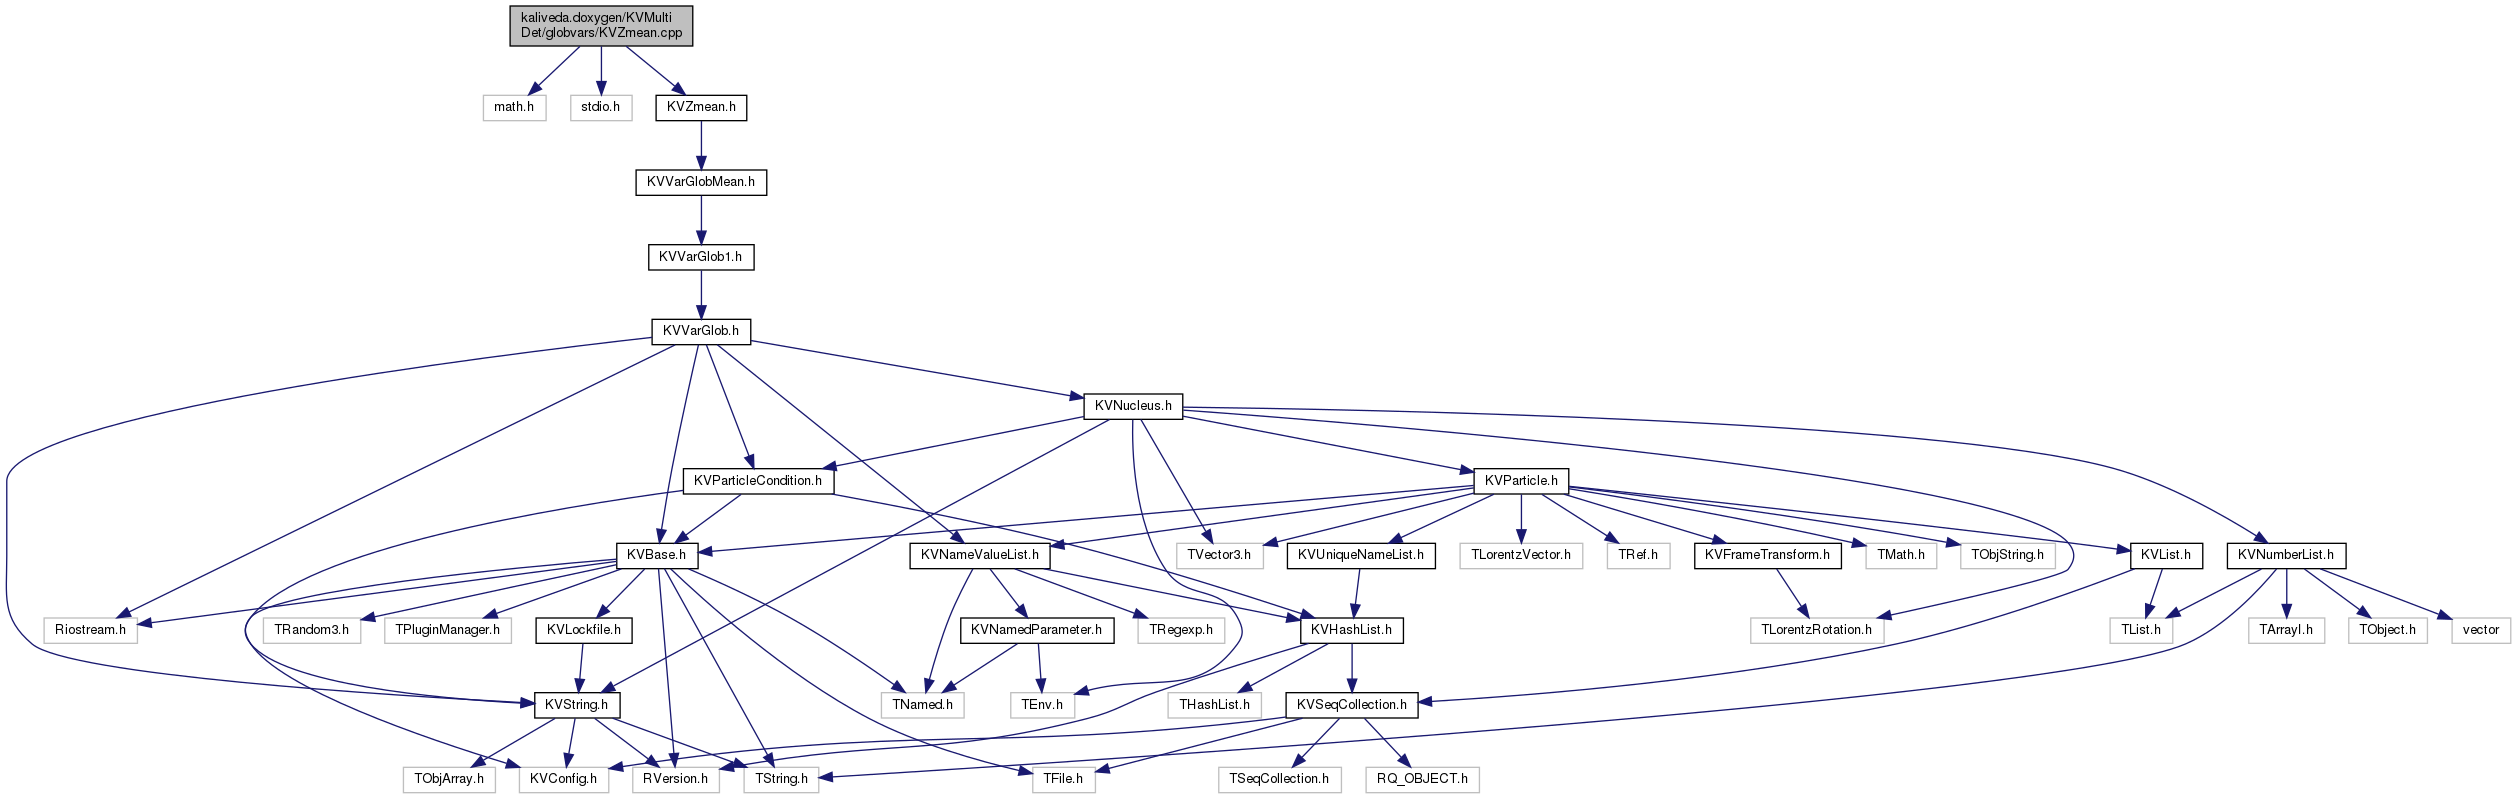 kaliveda.doxygen/KVMulti
Det/globvars/KVZmean.cpp
math.h
stdio.h
KVZmean.h
KVVarGlobMean.h
KVVarGlob1.h
KVVarGlob.h
KVNucleus.h
KVParticleCondition.h
KVParticle.h
KVBase.h
KVNameValueList.h
TVector3.h
KVUniqueNameList.h
TLorentzVector.h
TRef.h
KVFrameTransform.h
TMath.h
TObjString.h
KVList.h
KVNumberList.h
Riostream.h
TRandom3.h
TPluginManager.h
KVLockfile.h
KVNamedParameter.h
TRegexp.h
KVHashList.h
TLorentzRotation.h
TList.h
TArrayI.h
TObject.h
vector
KVString.h
TNamed.h
TEnv.h
THashList.h
KVSeqCollection.h
TObjArray.h
KVConfig.h
RVersion.h
TString.h
TFile.h
TSeqCollection.h
RQ_OBJECT.h